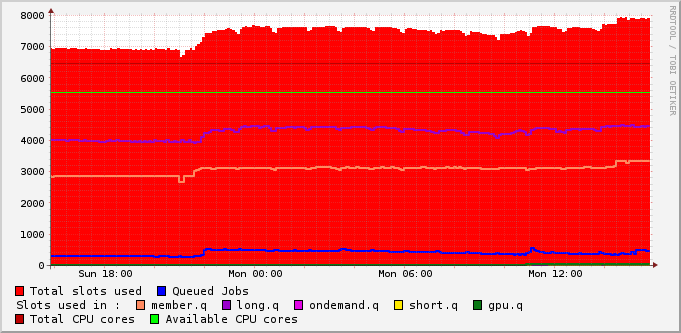 8000
7000
6000
5000
4000
3000
2000
1000
0
Sun 18:00 Mon 00:00 Mon 06:00 Mon 12:00
RRDTOOL / TOBI OETIKER
Total slots used Queued Jobs
Slots used in : member.q long.q ondemand.q short.q gpu.q
Total CPU cores Available CPU cores